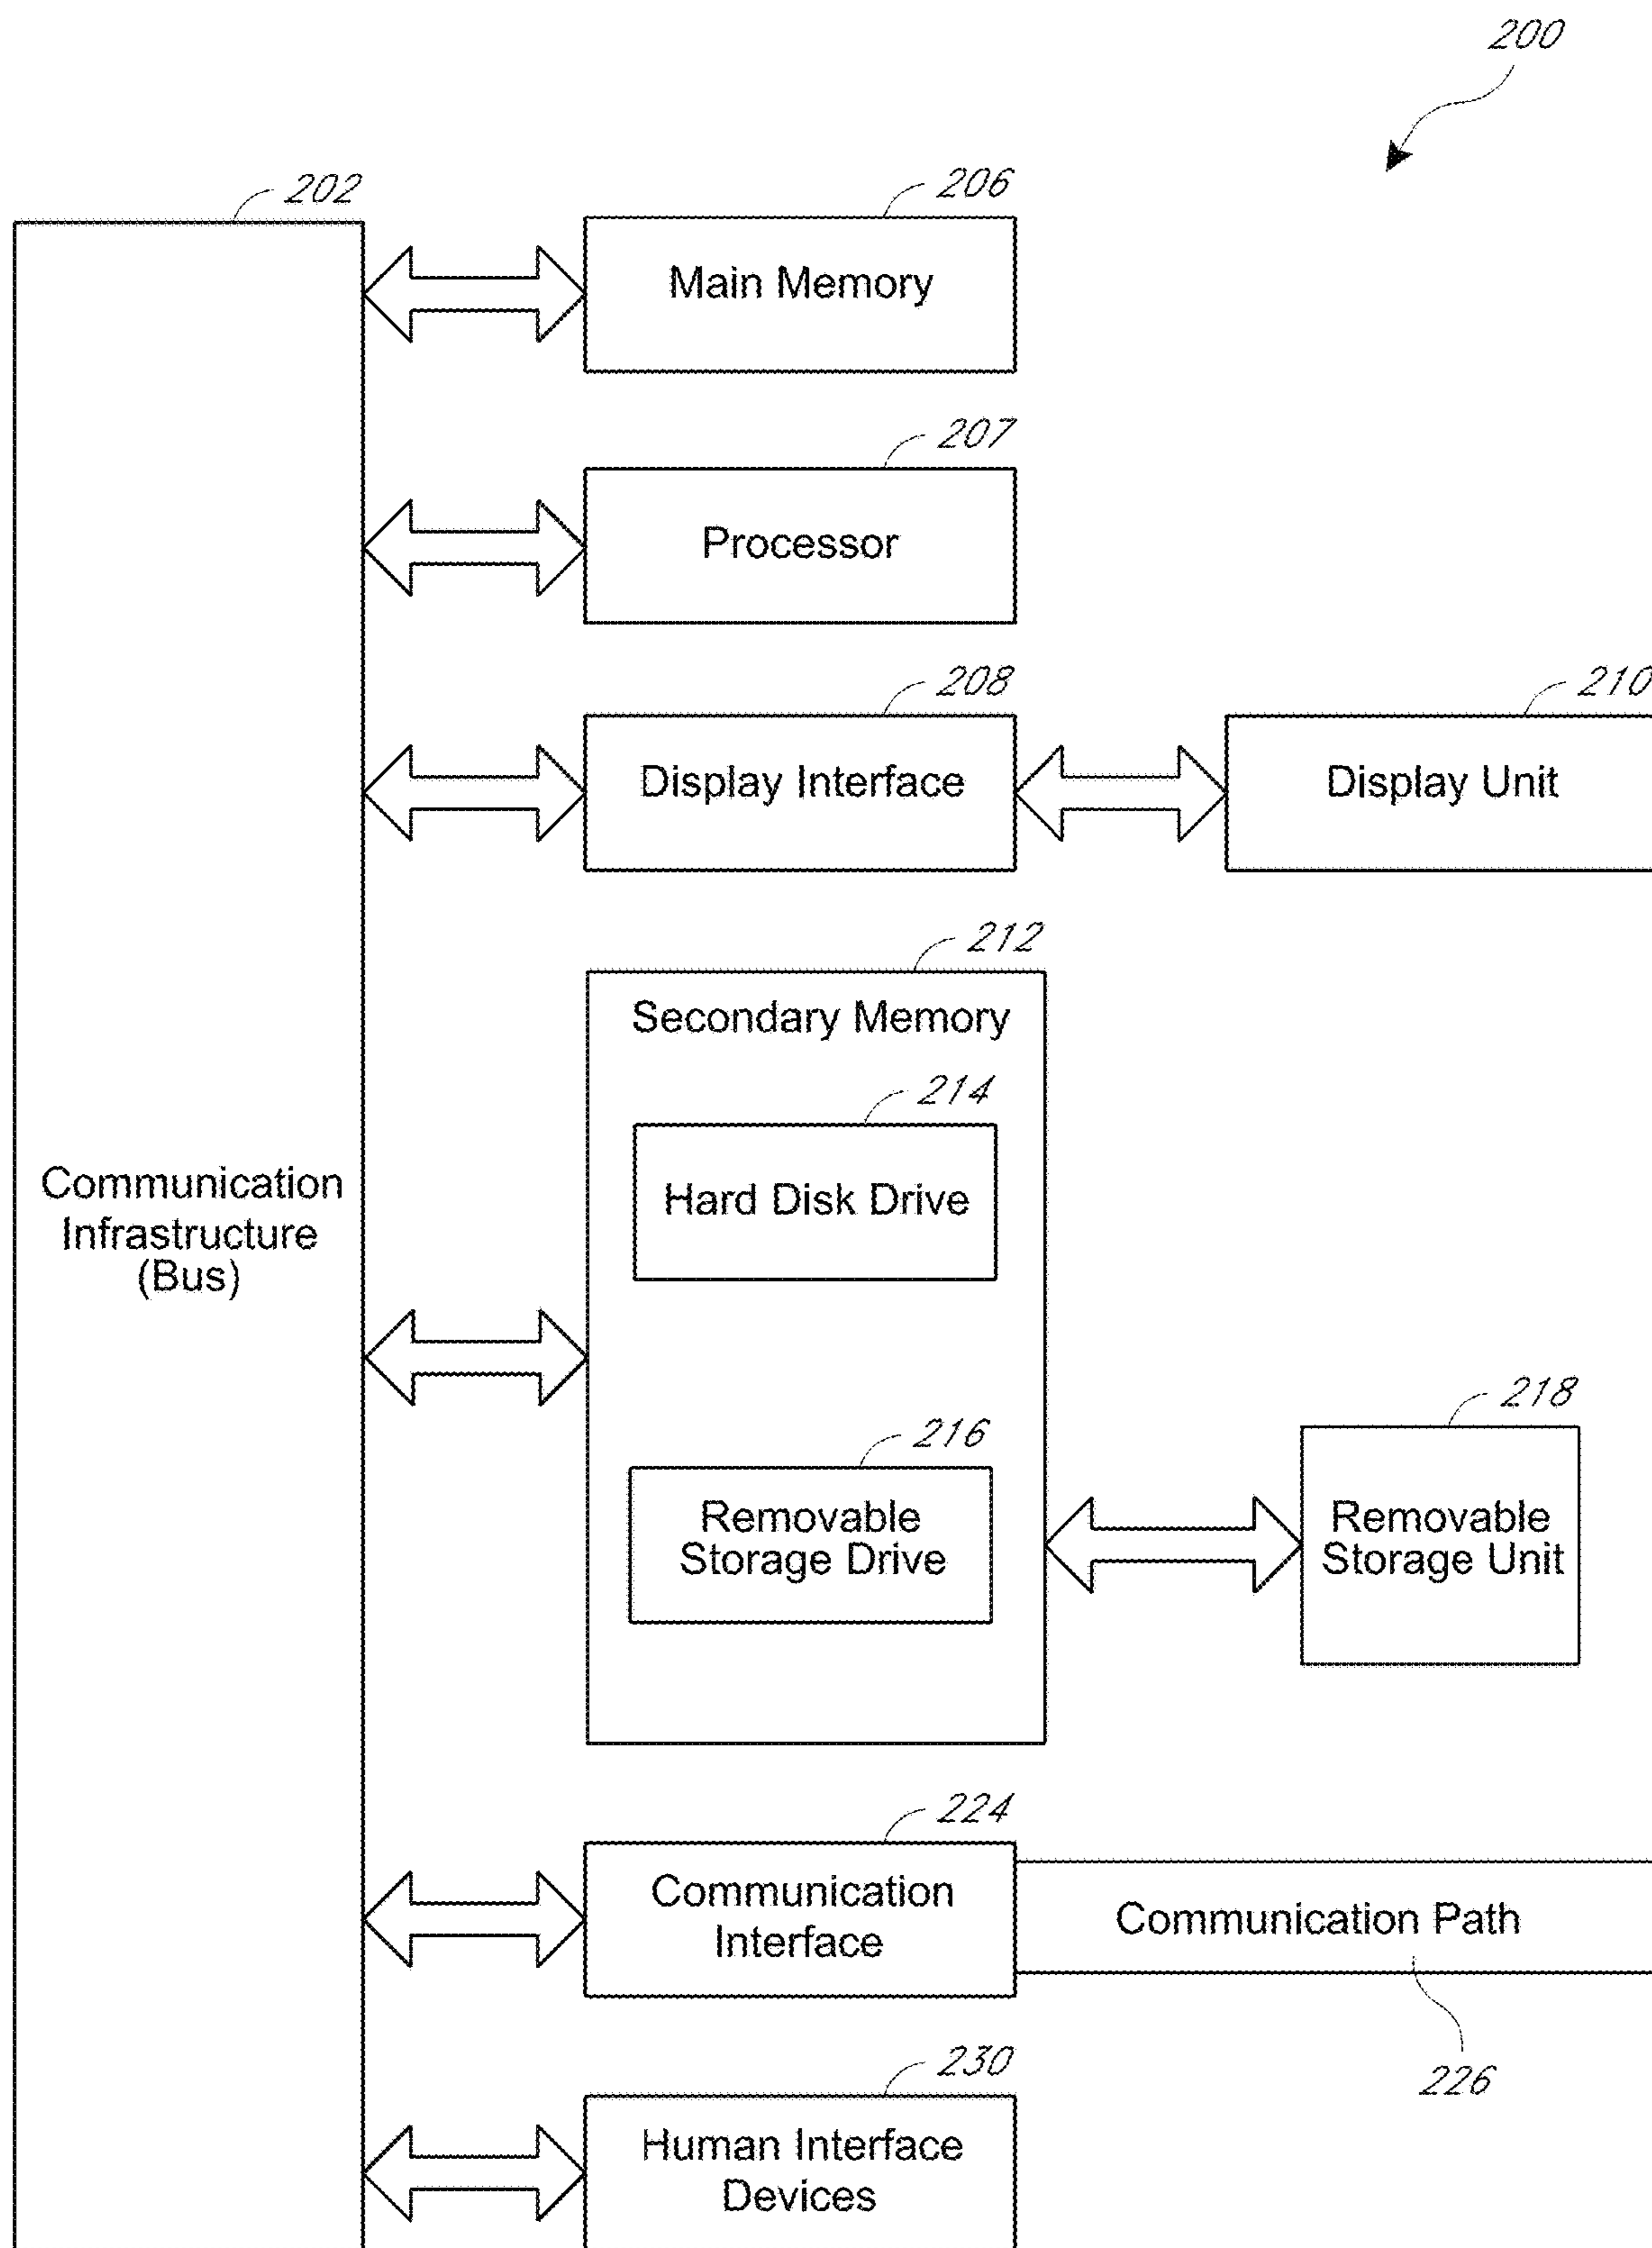 200
202
206
Main Memory
207
Processor
208
Display Interface
210
Display Unit
212
Secondary Memory
214
Hard Disk Drive
Communication
Infrastructure
(Bus)
216
Removable
Storage Drive
218
Removable
Storage Unit
224
Communication
Interface
Communication Path
226
230
Human Interface
Devices